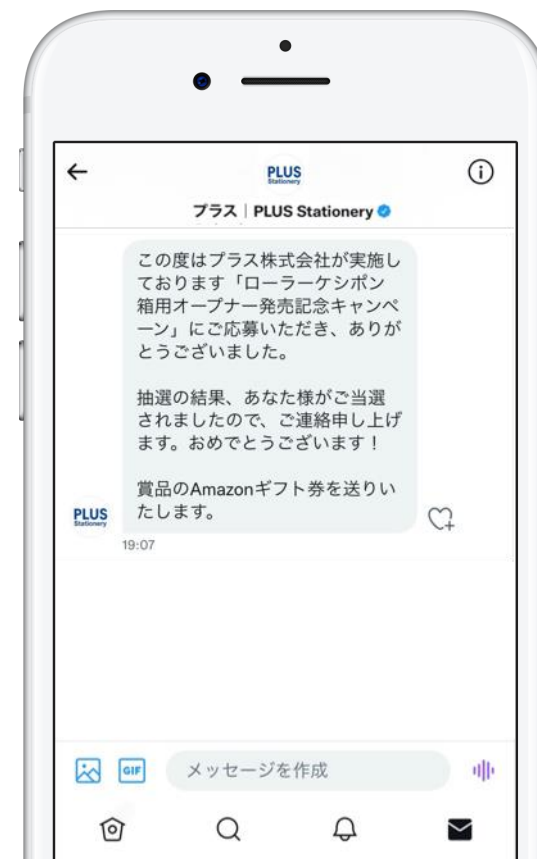 PLUS
Stationery
プラス｜PLUS Stationery
この度はプラス株式会社が実施し
ております「ローラーケシポン
箱用オープナー発売記念キャンペ
ーン」にご応募いただき、ありが
とうございました。
抽選の結果、あなた様がご当選
されましたので、ご連絡申し上げ
ます。おめでとうございます！
賞品のAmazonギフト券を送りい
たします。
PLUS
Stationery
19:07
GIF
メッセージを作成